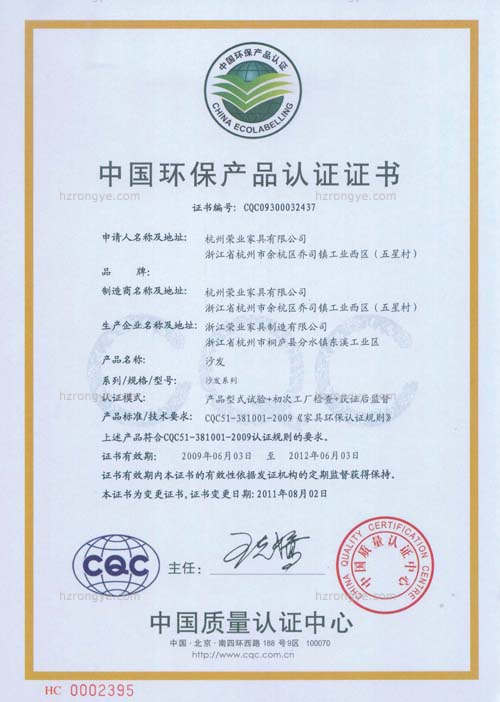 中国环保产品认证
CHINA ECOLABELLING
中国环保产品认证证书
hzrongye.com hzrongye.com
证书编号: CQC09300032437
申请人名称及地址: 杭州荣业家具有限公司
浙江省杭州市余杭区乔司镇工业西区（五星村）
品 牌:
制造商名称及地址: 杭州荣业家具有限公司
浙江省杭州市余杭区乔司镇工业西区（五星村）
生产企业名称及地址: 浙江荣业家具制造有限公司
浙江省杭州市桐庐县分水镇东溪工业区
产品名称: 沙发
系列/规格/型号: 沙发系列
hzrongye.com hzrongye.com
认证模式: 产品型式试验+初次工厂检查+获证后监督
产品标准/技术要求: CQC51-381001-2009《家具环保认证规则》
上述产品符合CQC51-381001-2009认证规则的要求。
证书有效期: 2009年06月03日 至 2012年06月03日
证书有效期内本证书的有效性依据发证机构的定期监督获得保持。
本证书为变更证书,证书变更日期:2011年08月02日
CQC
CQC
主任:
CHINA QUALITY CERTIFICATION CENTRE
中国质量认证中心
hzrongye.com hzrongye.com
中国质量认证中心
中国·北京·南四环西路 188 号9区 100070
http://www.cqc.com.cn
HC 0002395